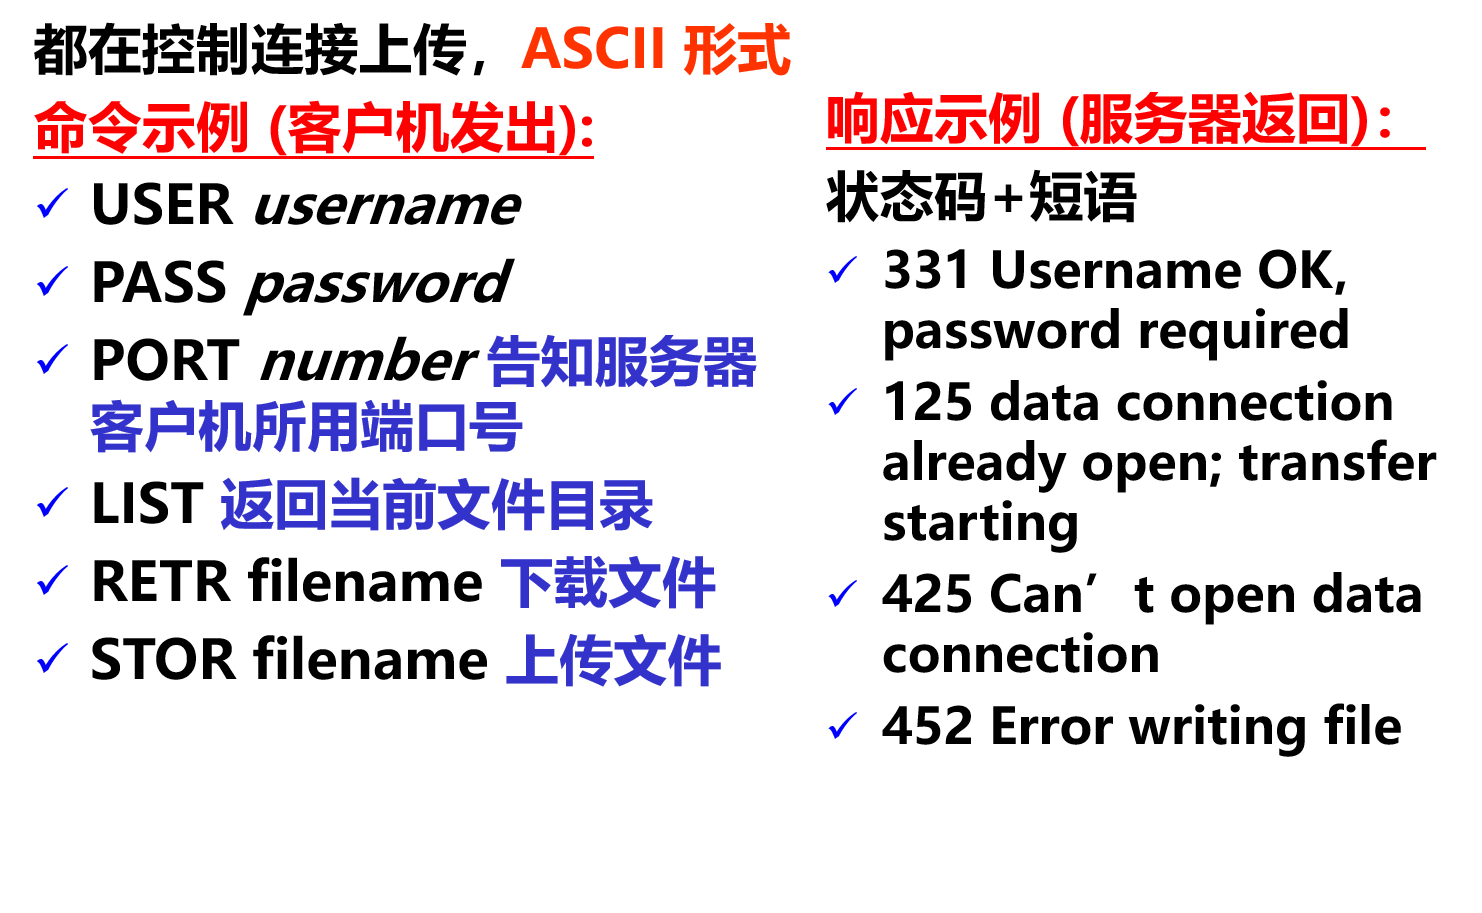 都在控制连接上传，ASCII 形式
命令示例 (客户机发出):
✓ USER username
✓ PASS password
✓ PORT number 告知服务器
客户机所用端口号
✓ LIST 返回当前文件目录
✓ RETR filename 下载文件
✓ STOR filename 上传文件
响应示例 (服务器返回)：
状态码+短语
✓ 331 Username OK,
password required
✓ 125 data connection
already open; transfer
starting
✓ 425 Can’t open data
connection
✓ 452 Error writing file